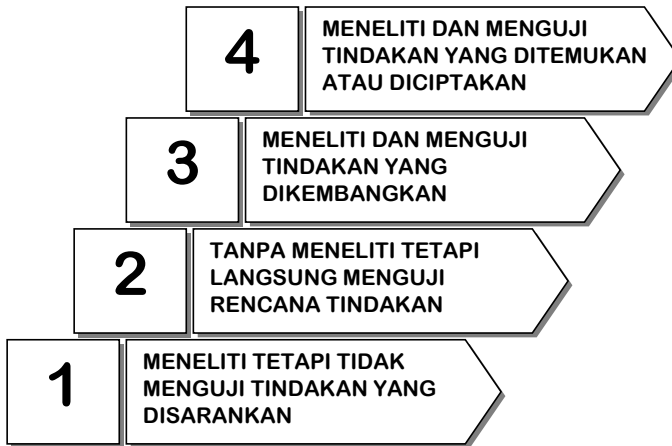 4
MENELITI DAN MENGUJI
TINDAKAN YANG DITEMUKAN
ATAU DICIPTAKAN
3
MENELITI DAN MENGUJI
TINDAKAN YANG
DIKEMBANGKAN
2
TANPA MENELITI TETAPI
LANGSUNG MENGUJI
RENCANA TINDAKAN
1
MENELITI TETAPI TIDAK
MENGUJI TINDAKAN YANG
DISARANKAN